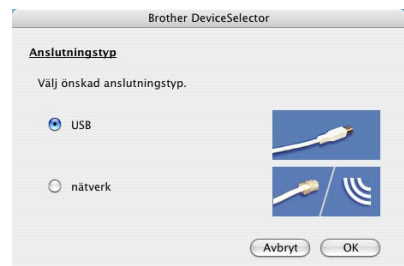 Brother DeviceSelector
Anslutningstyp
Välj önskad anslutningstyp.
USB
nätverk
Avbryt
OK